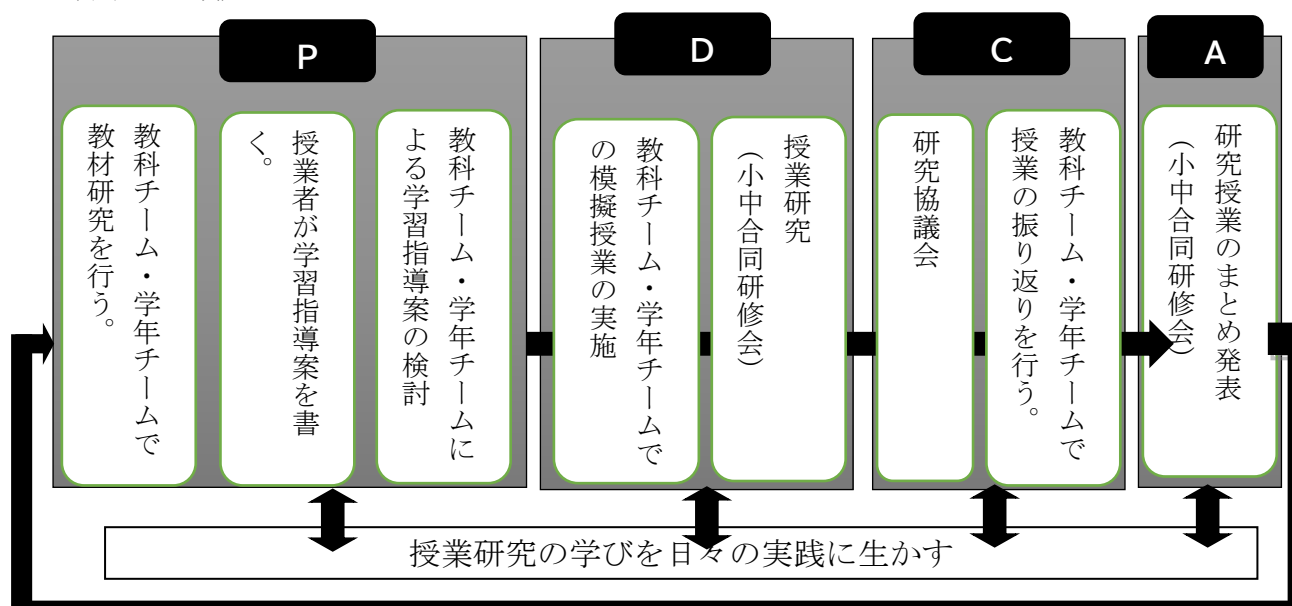 P
教科チーム・学年チームで
教材研究を行う。
授業者が学習指導案を書
く。
教科チーム・学年チームに
よる学習指導案の検討
D
教科チーム・学年チームで
の模擬授業の実施
授業研究
(小中合同研修会)
C
研究協議会
教科チーム・学年チームで
授業の振り返りを行う。
A
研究授業のまとめ発表
(小中合同研修会)
授業研究の学びを日々の実践に生かす